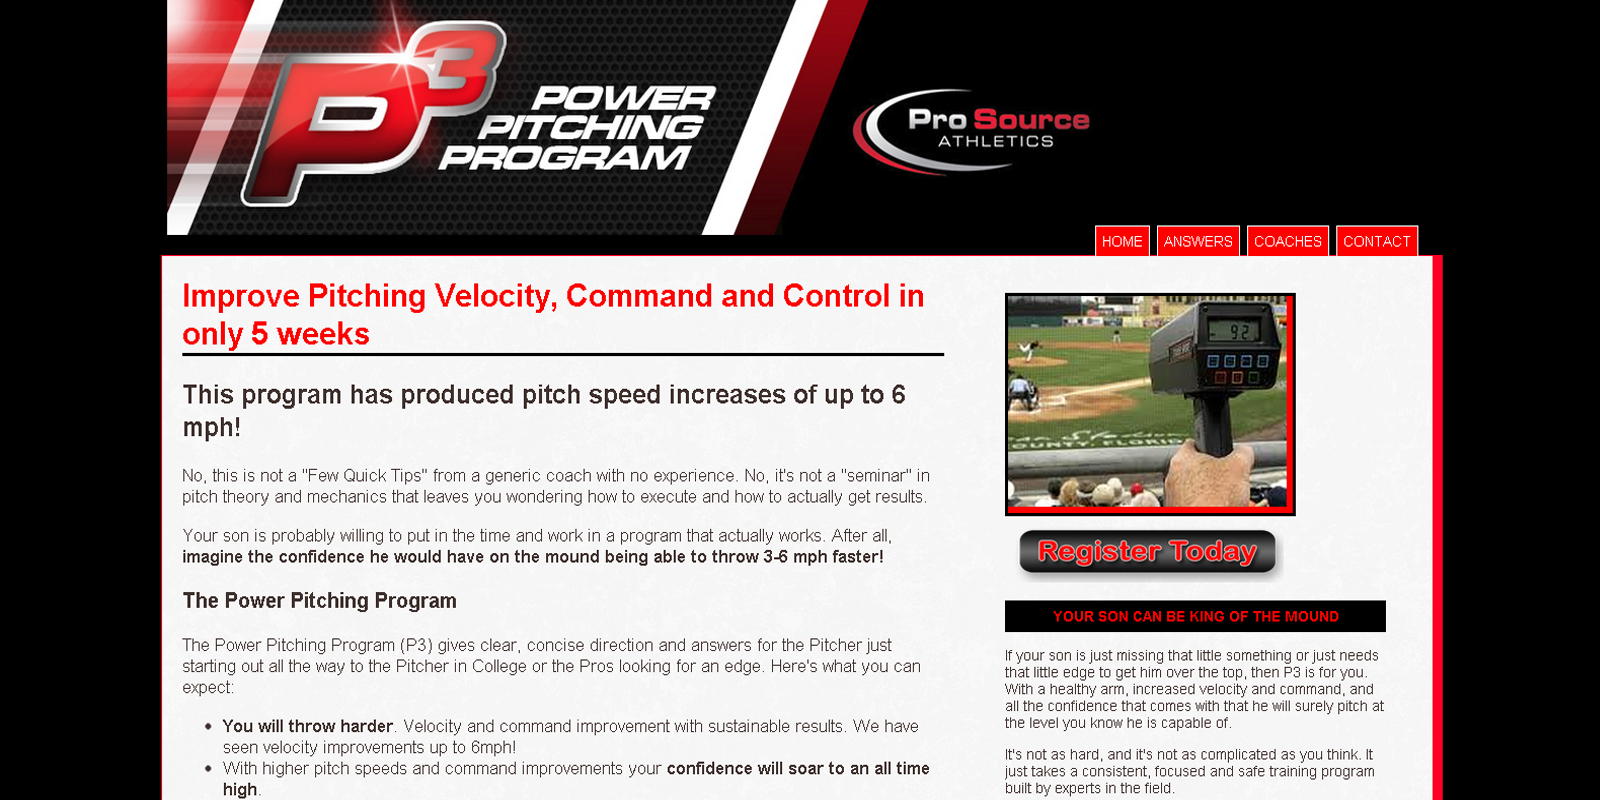 P3
POWER
PITCHING
PROGRAM
Pro Source
ATHLETICS
HOME
ANSWERS
COACHES
CONTACT
Improve Pitching Velocity, Command and Control in
only 5 weeks
This program has produced pitch speed increases of up to 6
mph!
No, this is not a "Few Quick Tips" from a generic coach with no experience. No, it's not a "seminar" in
pitch theory and mechanics that leaves you wondering how to execute and how to actually get results.
Your son is probably willing to put in the time and work in a program that actually works. After all,
imagine the confidence he would have on the mound being able to throw 3-6 mph faster!
The Power Pitching Program
The Power Pitching Program (P3) gives clear, concise direction and answers for the Pitcher just
starting out all the way to the Pitcher in College or the Pros looking for an edge. Here's what you can
expect:
• You will throw harder. Velocity and command improvement with sustainable results. We have
seen velocity improvements up to 6mph!
• With higher pitch speeds and command improvements your confidence will soar to an all time
high.
92
OUNTY, FLORID
Register Today
YOUR SON CAN BE KING OF THE MOUND
If your son is just missing that little something or just needs
that little edge to get him over the top, then P3 is for you.
With a healthy arm, increased velocity and command, and
all the confidence that comes with that he will surely pitch at
the level you know he is capable of.
It's not as hard, and it's not as complicated as you think. It
just takes a consistent, focused and safe training program
built by experts in the field.